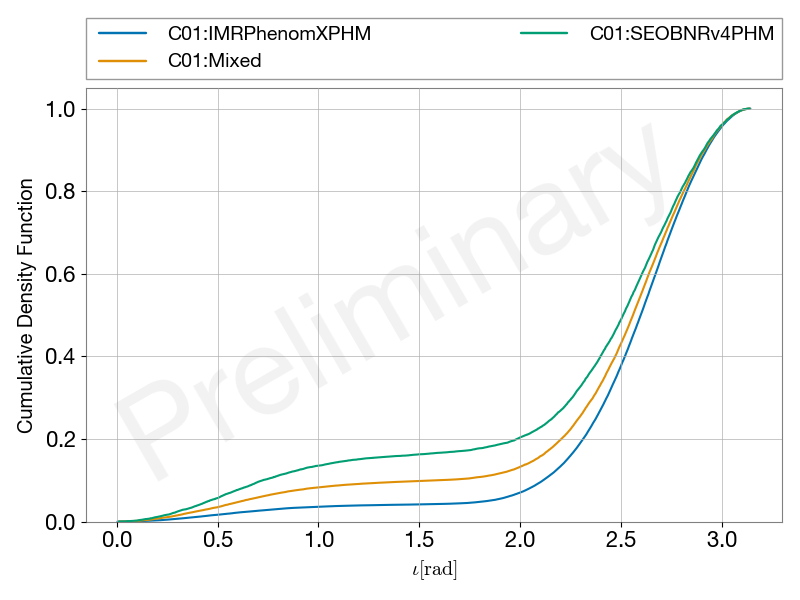 C01:IMRPhenomXPHM
C01:Mixed
C01:SEOBNRv4PHM
Preliminary
Cumulative Density Function
1.0
0.8
0.6
0.4
0.2
0.0
0.0 0.5 1.0 1.5 2.0 2.5 3.0
ι[rad]